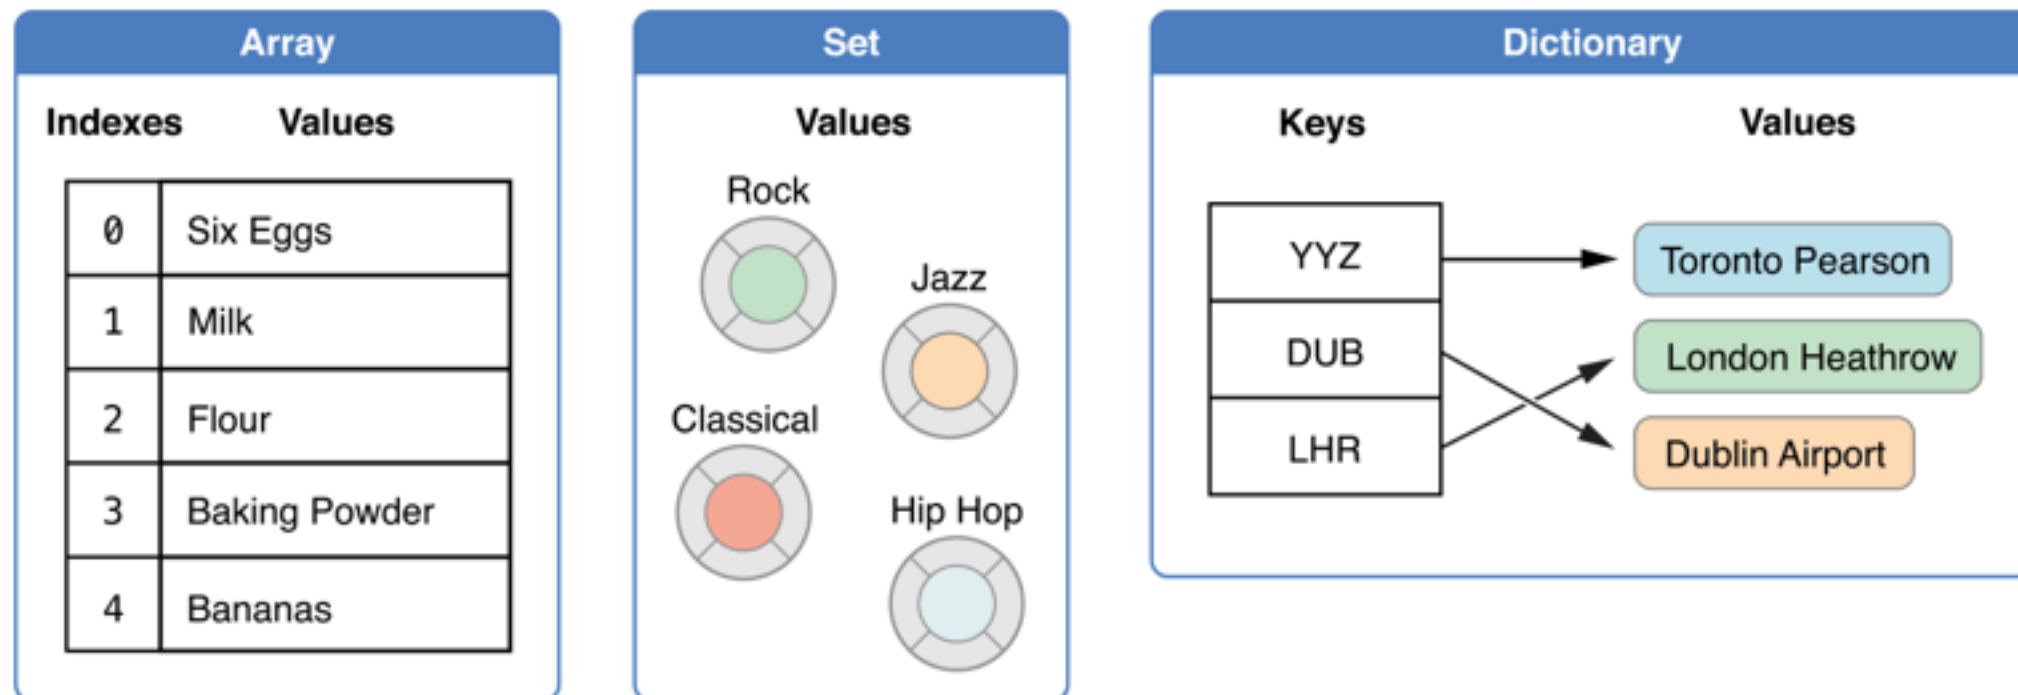 Array
Indexes Values
0 Six Eggs
1 Milk
2 Flour
3 Baking Powder
4 Bananas
Set
Values
Rock
Jazz
Classical
Hip Hop
Dictionary
Keys Values
YYZ Toronto Pearson
DUB London Heathrow
LHR Dublin Airport